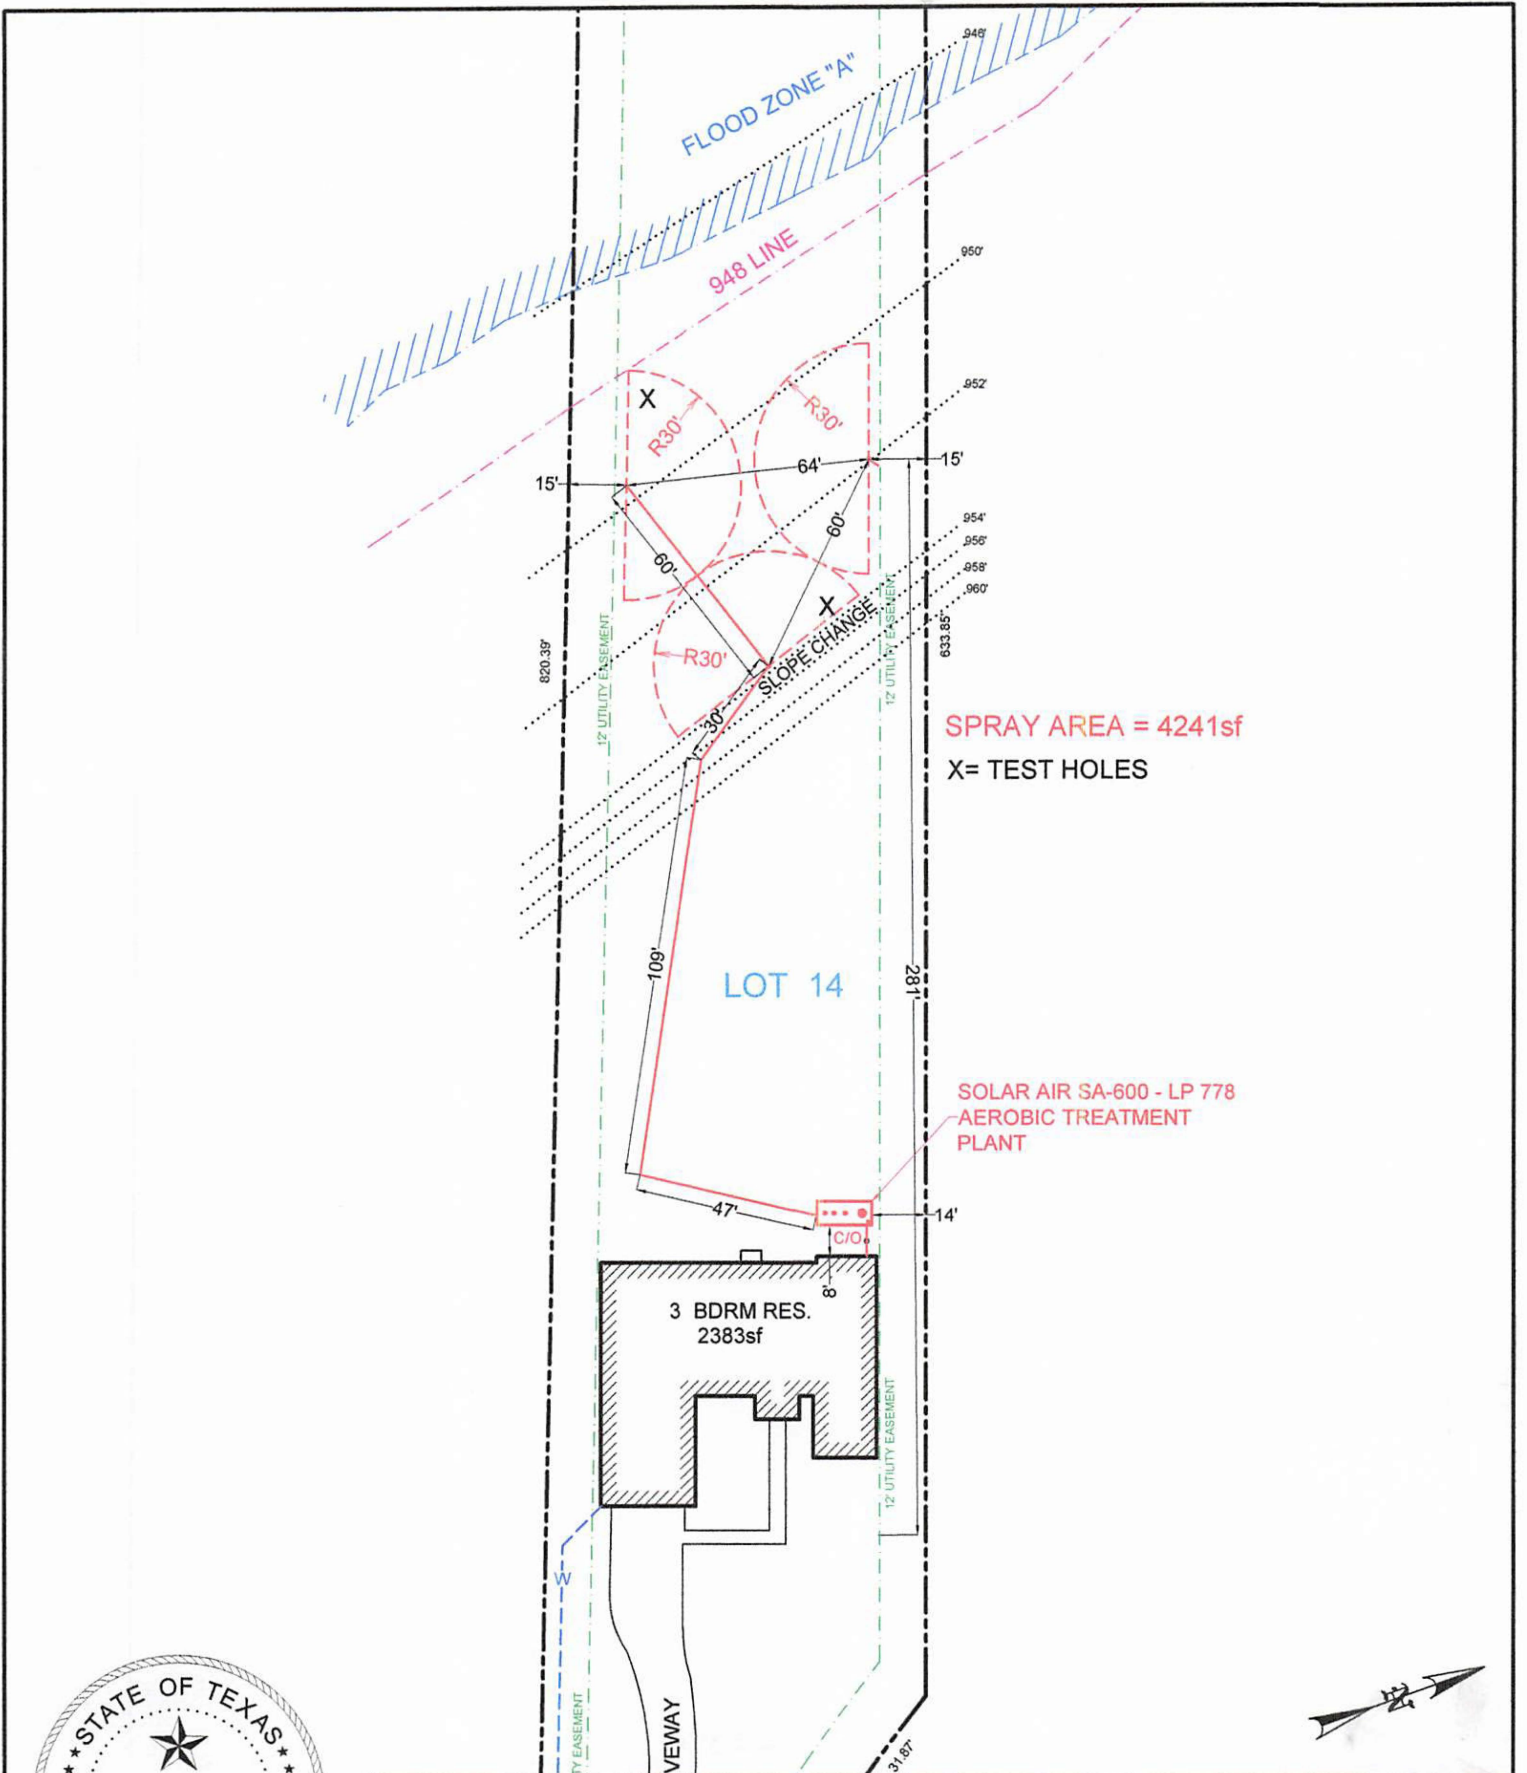 946'
FLOOD ZONE "A"
948 LINE
950'
952'
X
R30'
R30'
64'
15'
15'
954'
60'
956'
60'
958'
960'
X
SLOPE CHANGE
R30'
30'
820.39'
12' UTILITY EASEMENT
12' UTILITY EASEMENT
633.85'
SPRAY AREA = 4241sf
X= TEST HOLES
109'
LOT 14
281'
SOLAR AIR SA-600 - LP 778
AEROBIC TREATMENT
PLANT
47'
14'
C/O
8'
3 BDRM RES.
2383sf
12' UTILITY EASEMENT
W
STATE OF TEXAS
TY EASEMENT
VEWAY
31.87'
N